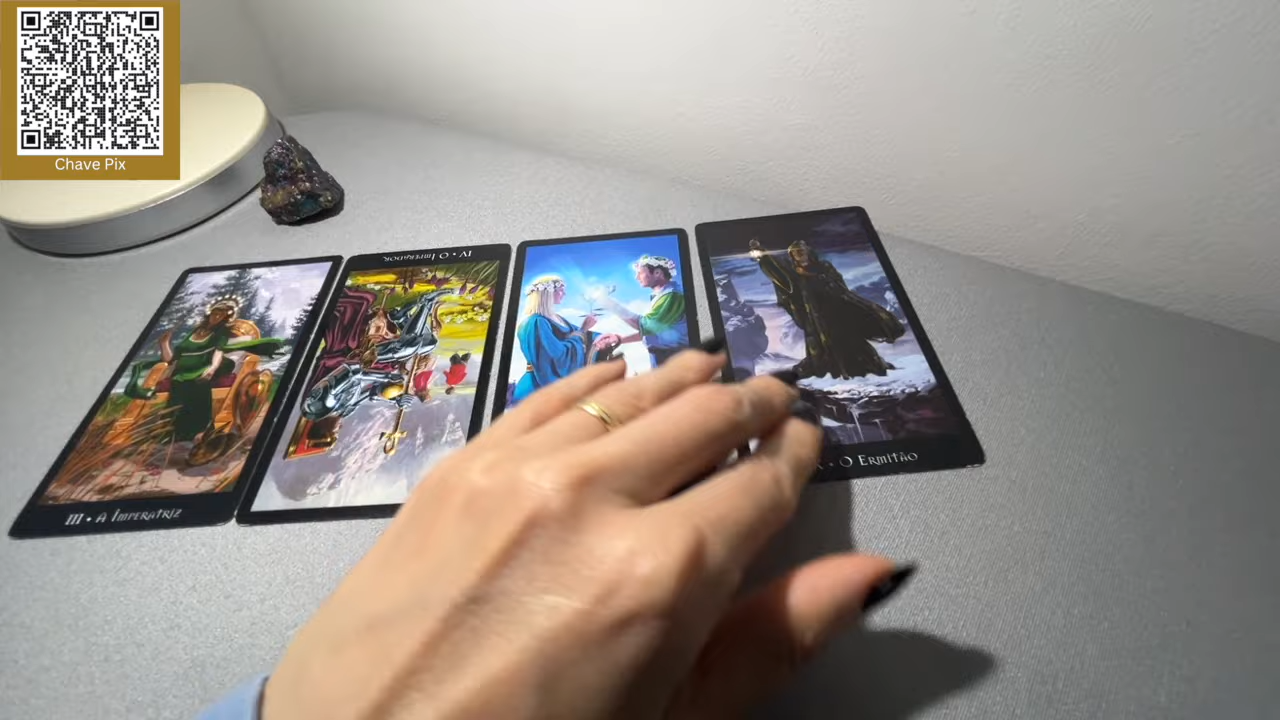 Chave Pix
III • A IMPERATRIZ
IV • O IMPERADOR
• O ERMITÃO